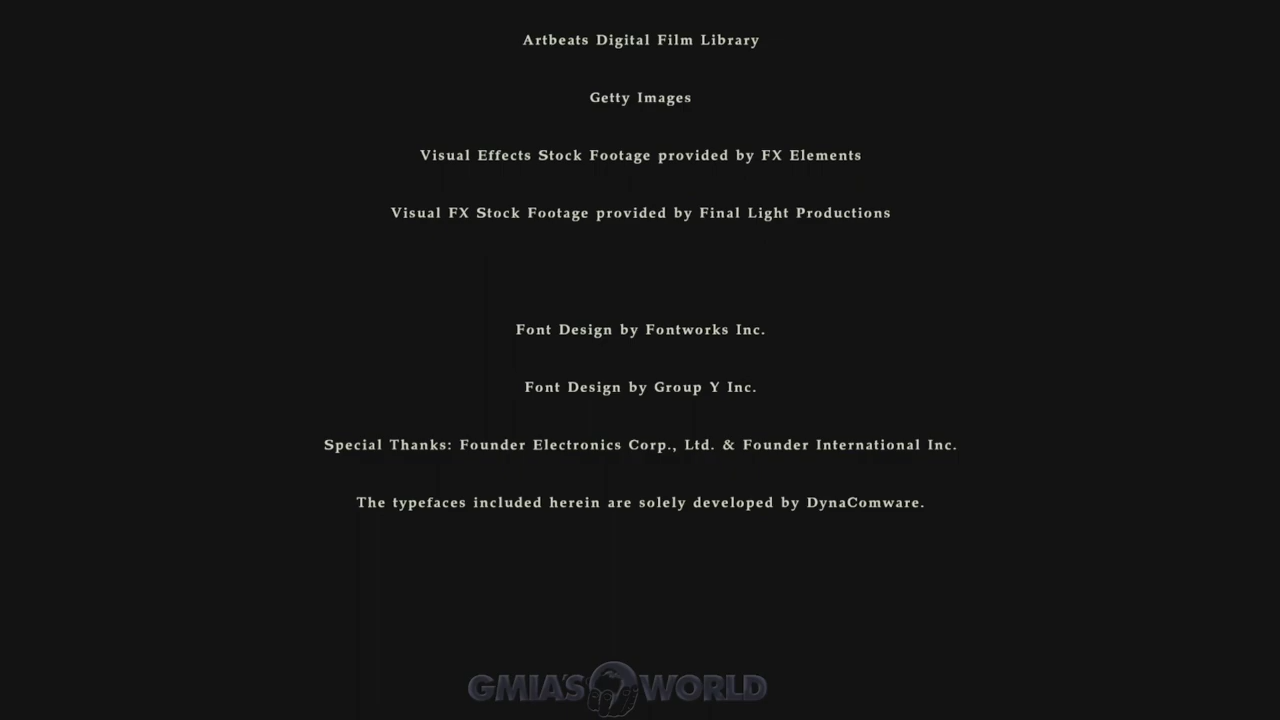 Artbeats Digital Film Library
Getty Images
Visual Effects Stock Footage provided by FX Elements
Visual FX Stock Footage provided by Final Light Productions
Font Design by Fontworks Inc.
Font Design by Group Y Inc.
Special Thanks: Founder Electronics Corp., Ltd. & Founder International Inc.
The typefaces included herein are solely developed by DynaComware.
GMIA'S WORLD